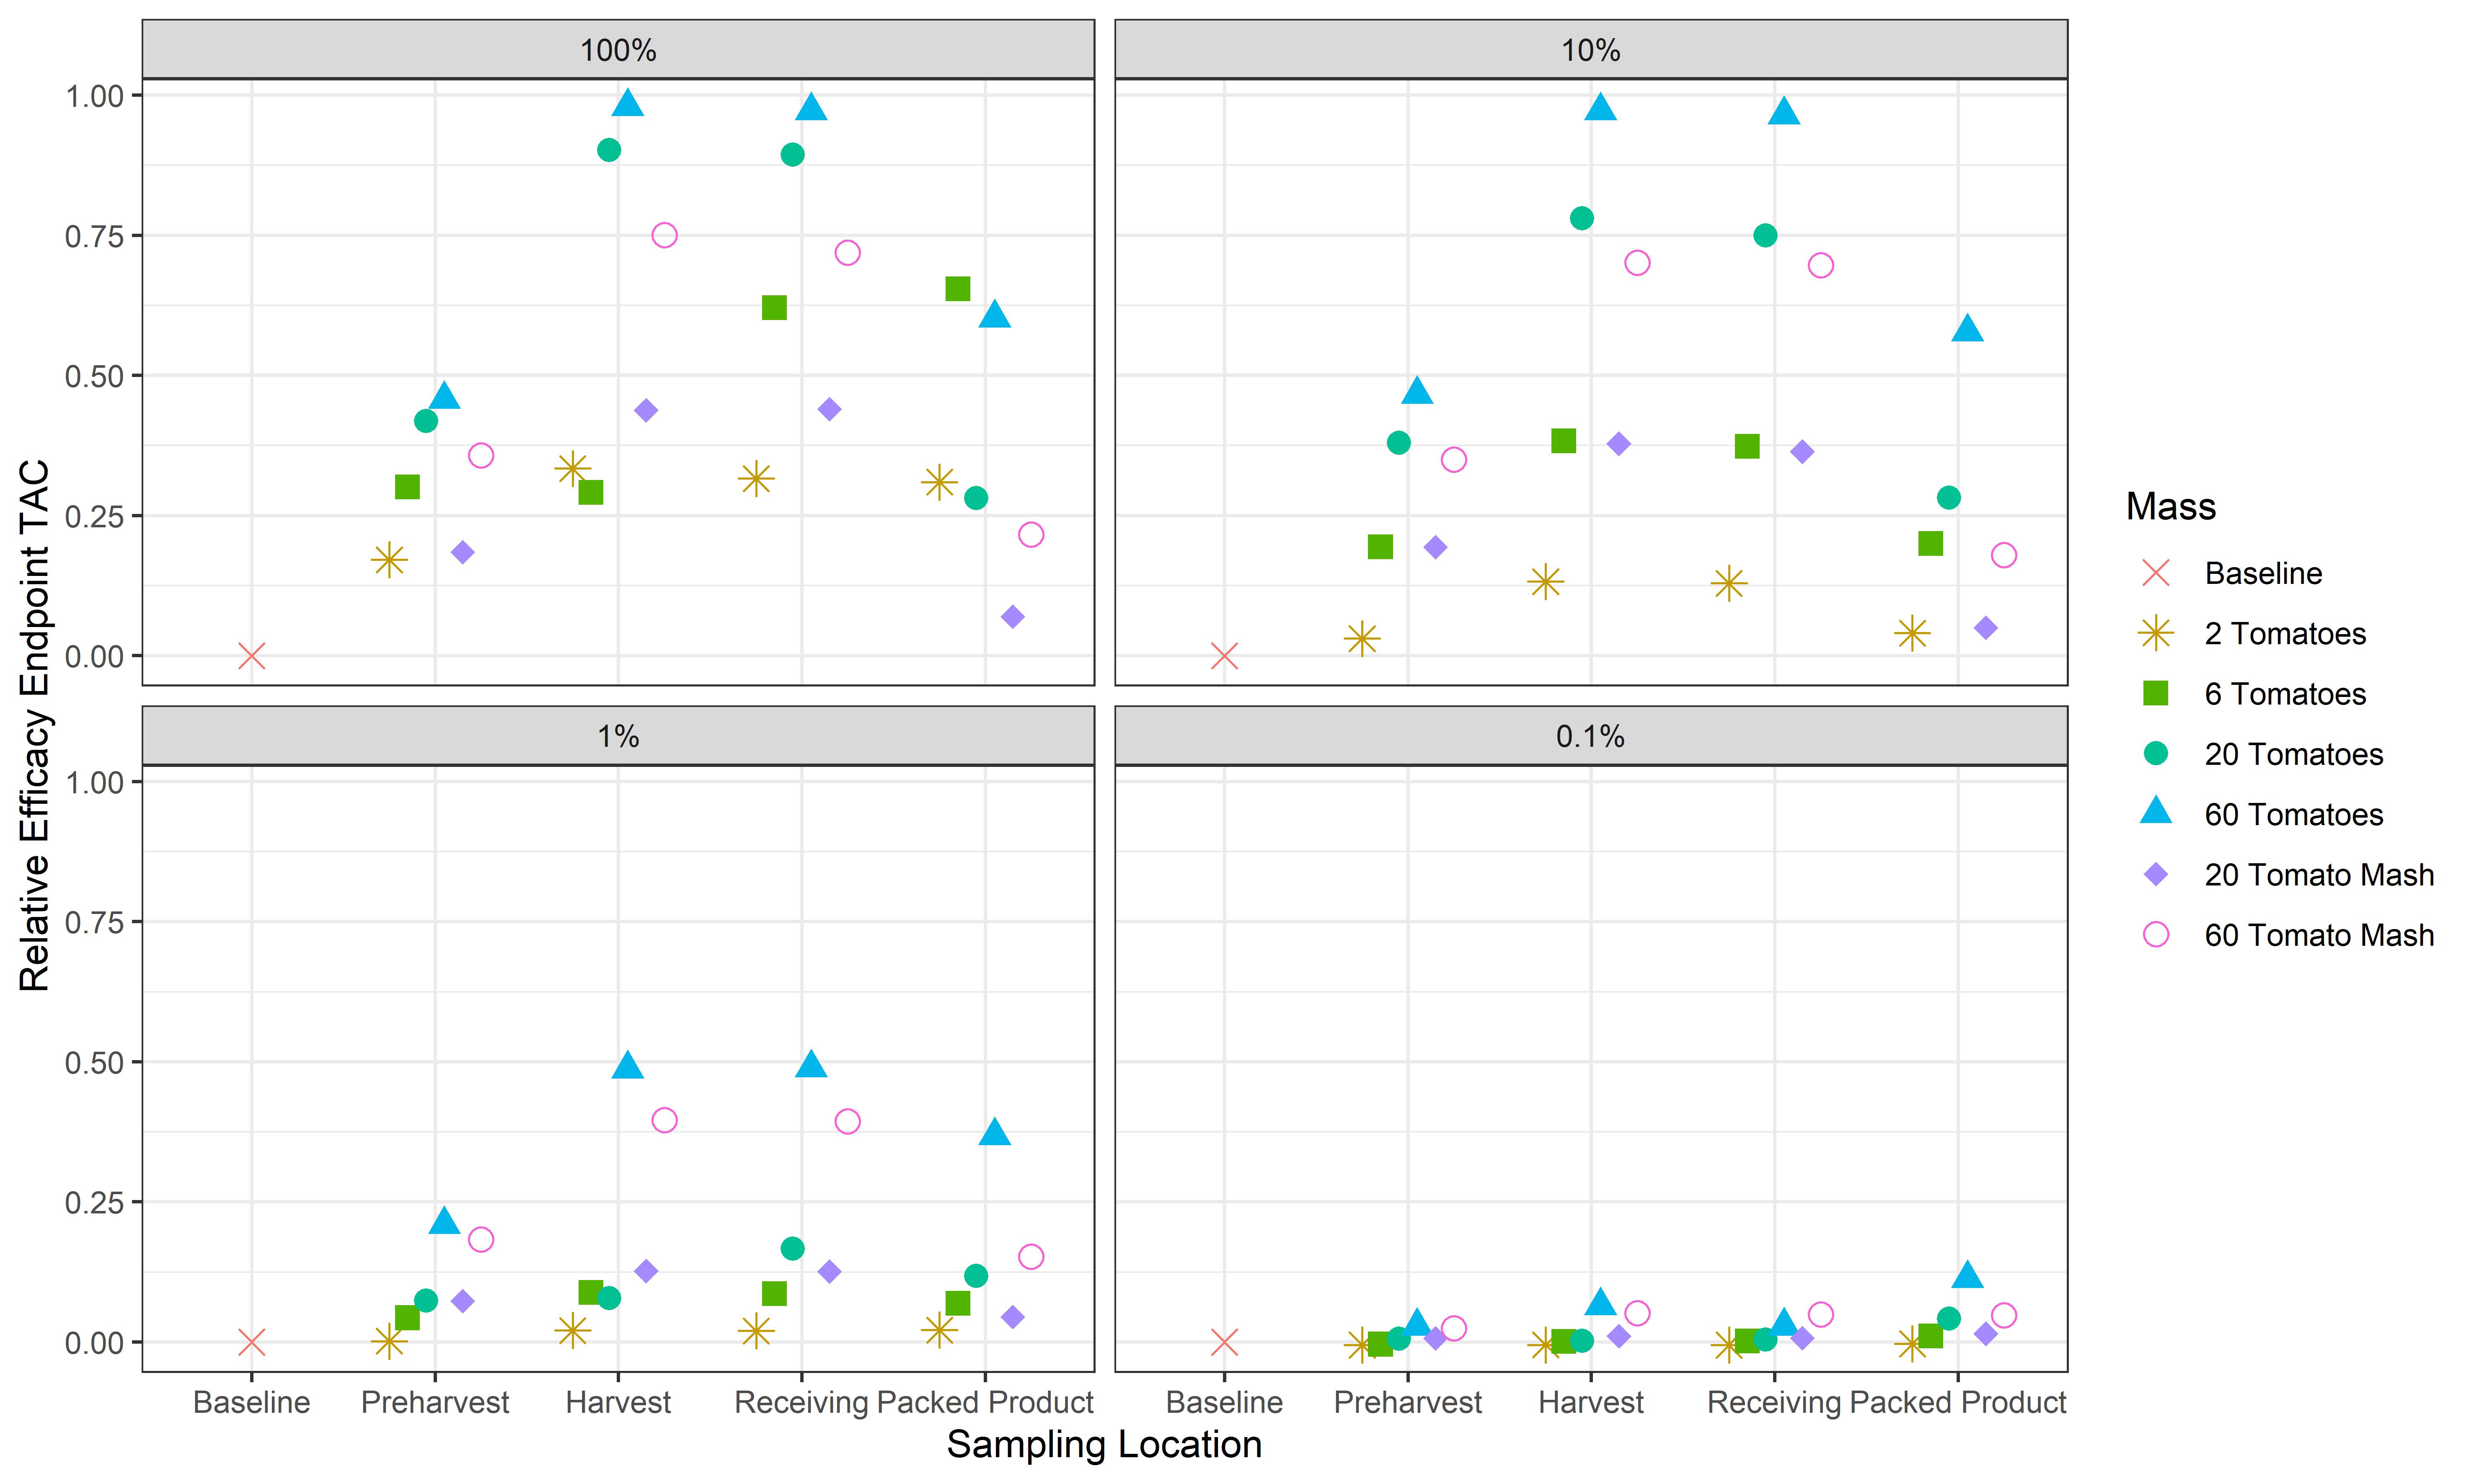 100%
10%
1.00
0.75
0.50
0.25
0.00
1%
0.1%
1.00
0.75
0.50
0.25
0.00
Baseline Preharvest Harvest Receiving Packed Product
Baseline Preharvest Harvest Receiving Packed Product
Sampling Location
Relative Efficacy Endpoint TAC
Mass
Baseline
2 Tomatoes
6 Tomatoes
20 Tomatoes
60 Tomatoes
20 Tomato Mash
60 Tomato Mash